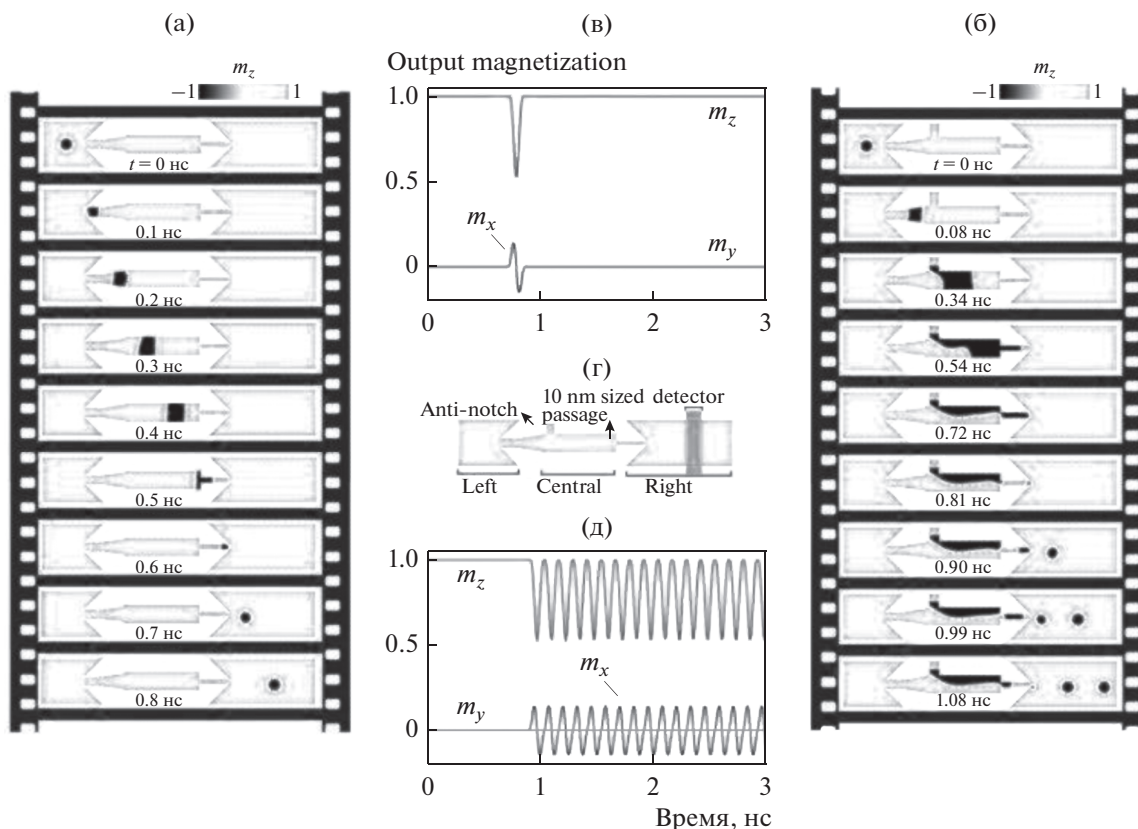 (а)
m_z
−1 1
t = 0 нс
0.1 нс
0.2 нс
0.3 нс
0.4 нс
0.5 нс
0.6 нс
0.7 нс
0.8 нс
(в)
Output magnetization
1.0
m_z
0.5
m_x
m_y
0
0 1 2 3
(г)
10 nm sized detector
Anti-notch passage
Left Central Right
(д)
1.0
m_z
0.5
m_x
m_y
0
0 1 2 3
Время, нс
(б)
m_z
−1 1
t = 0
0.08 нс
0.34 нс
0.54 нс
0.72 нс
0.81 нс
0.90 нс
0.99 нс
1.08 нс